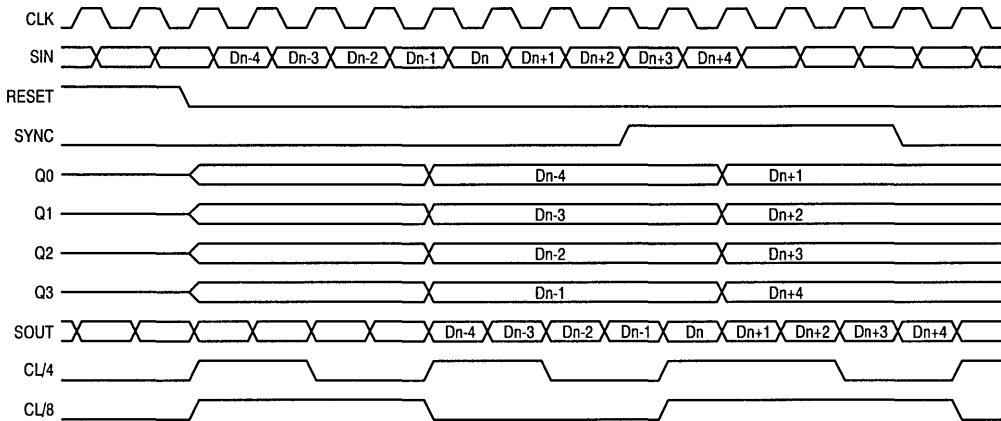 CLK
SIN Dn-4 Dn-3 Dn-2 Dn-1 Dn Dn+1 Dn+2 Dn+3 Dn+4
RESET
SYNC
Q0 Dn-4 Dn+1
Q1 Dn-3 Dn+2
Q2 Dn-2 Dn+3
Q3 Dn-1 Dn+4
SOUT Dn-4 Dn-3 Dn-2 Dn-1 Dn Dn+1 Dn+2 Dn+3 Dn+4
CL/4
CL/8